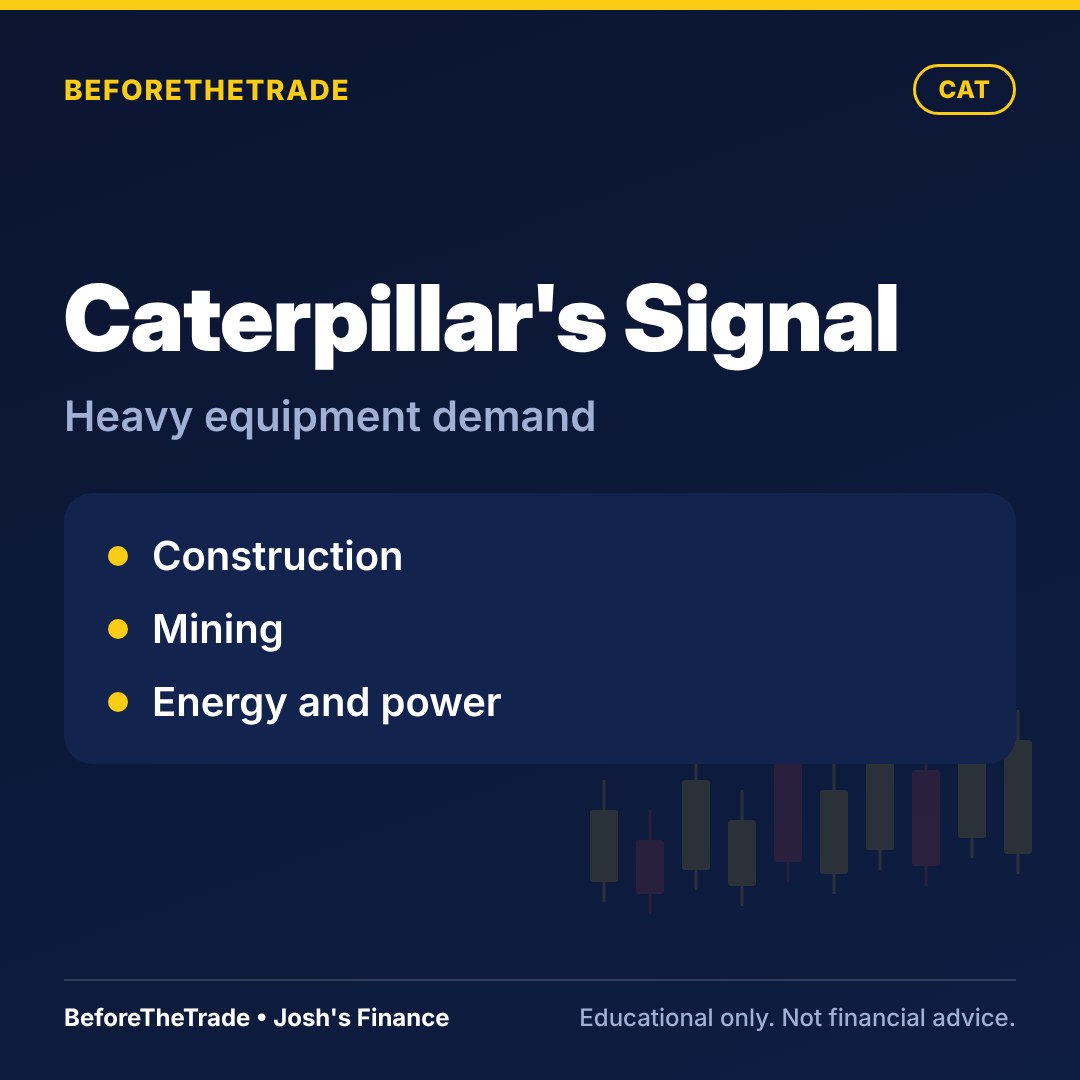 BEFORETHETRADE
CAT
Caterpillar's Signal
Heavy equipment demand
Construction
Mining
Energy and power
BeforeTheTrade • Josh's Finance
Educational only. Not financial advice.